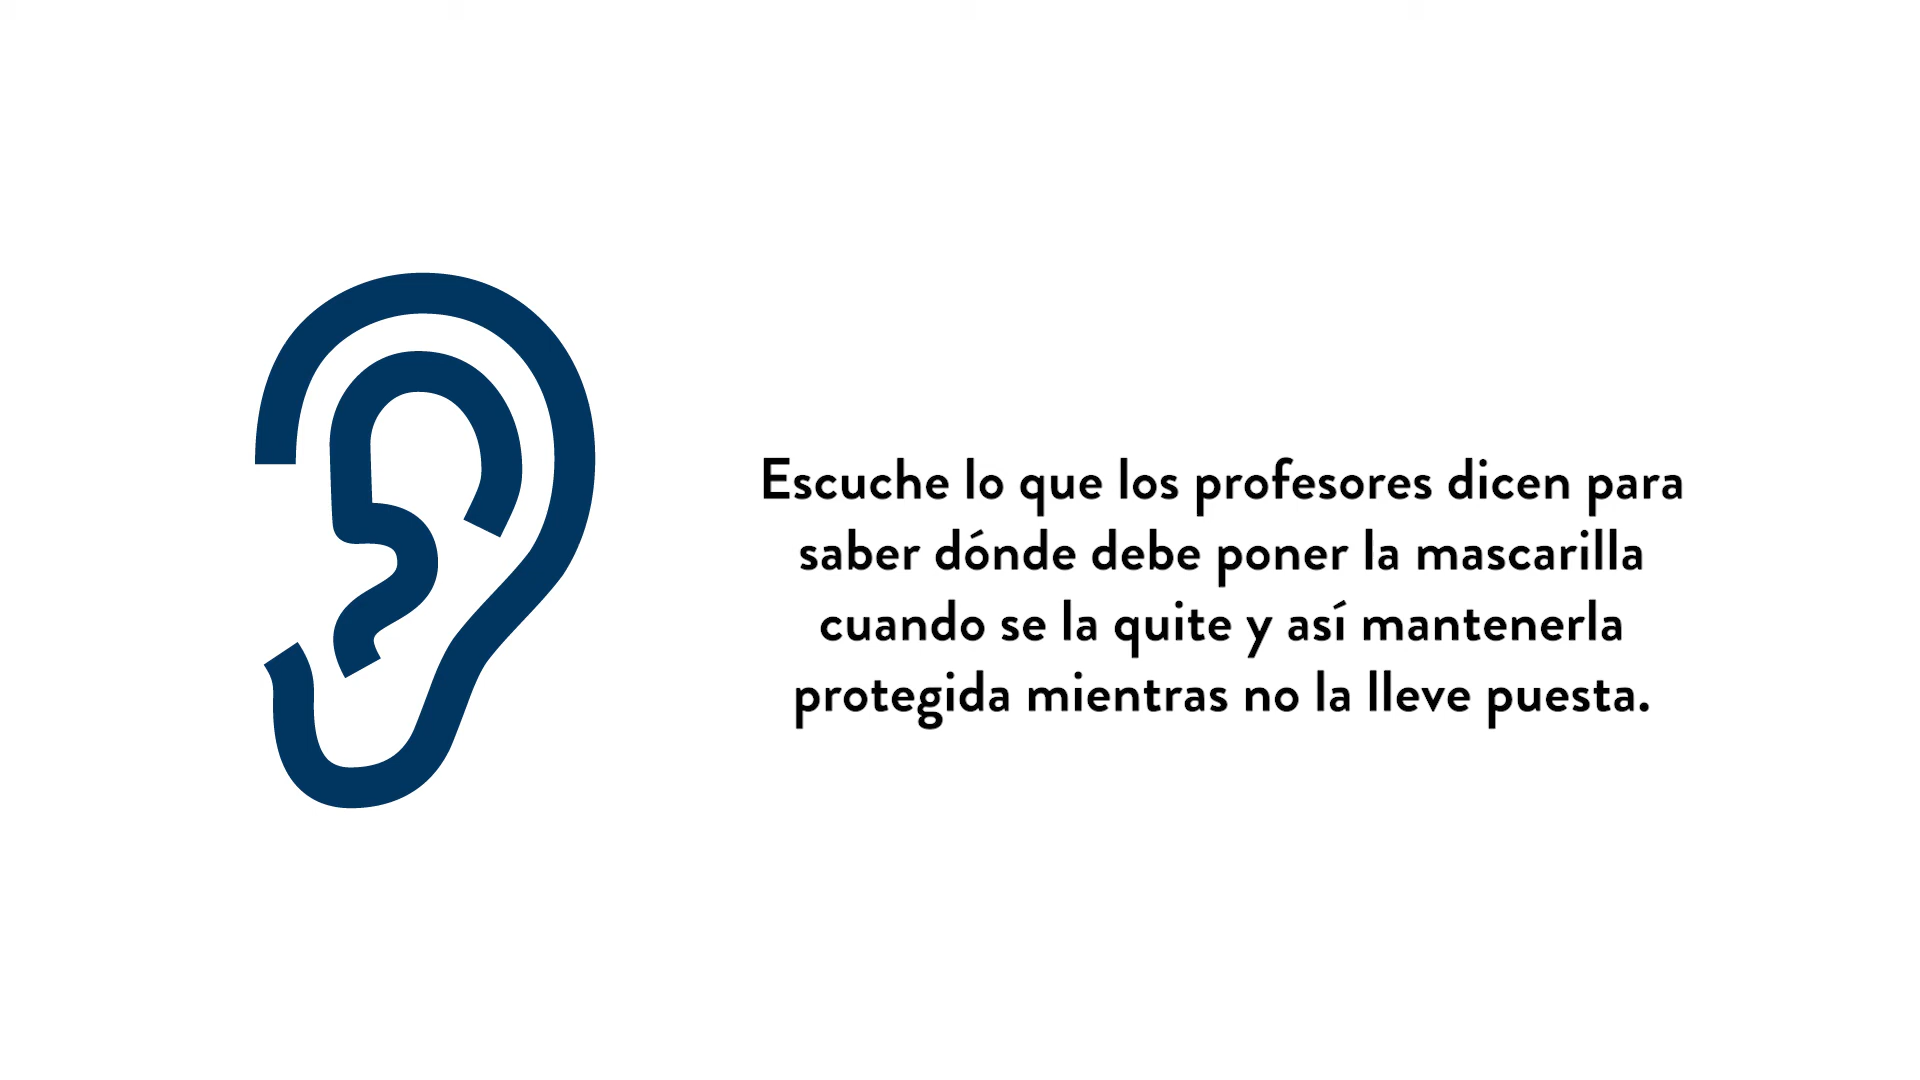 Escuche lo que los profesores dicen para
saber dónde debe poner la mascarilla
cuando se la quite y así mantenerla
protegida mientras no la lleve puesta.